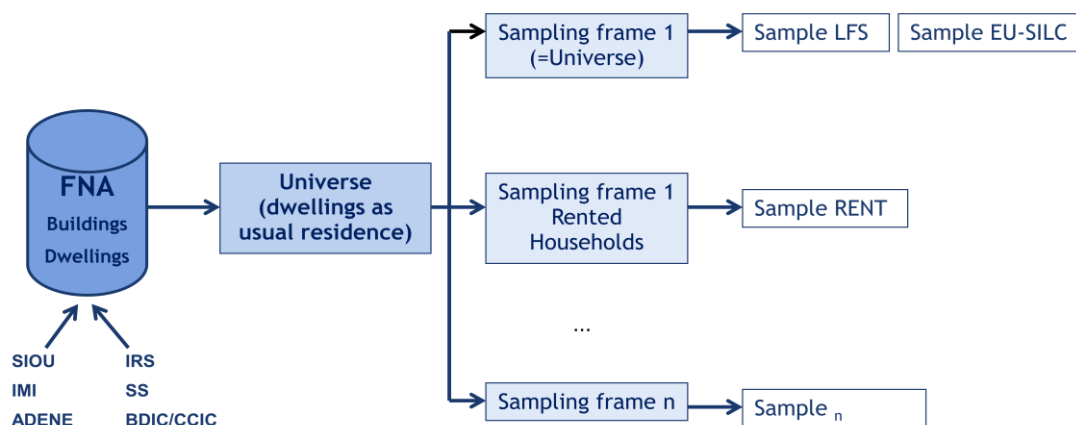 FNA
Buildings
Dwellings
SIOU
IMI
ADENE
IRS
SS
BDIC/CCIC
Universe
(dwellings as
usual residence)
Sampling frame 1
(=Universe)
Sample LFS
Sample EU-SILC
Sampling frame 1
Rented
Households
Sample RENT
...
Sampling frame n
Sample n